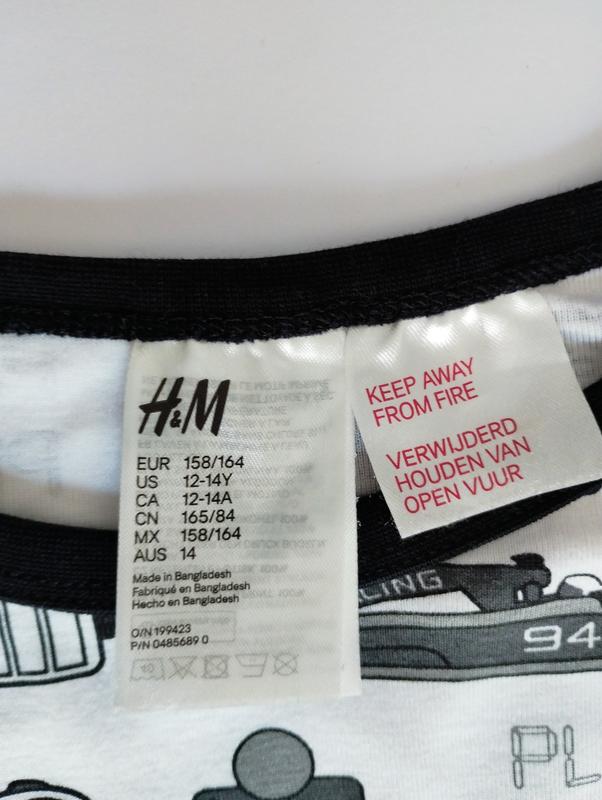 H&M
EUR 158/164
US 12-14Y
CA 12-14A
CN 165/84
MX 158/164
AUS 14
Made in Bangladesh
Fabriqué en Bangladesh
Hecho en Bangladesh
O/N 199423
P/N 0485689 0
KEEP AWAY
FROM FIRE
VERWIJDERD
HOUDEN VAN
OPEN VUUR
LING
94
PL